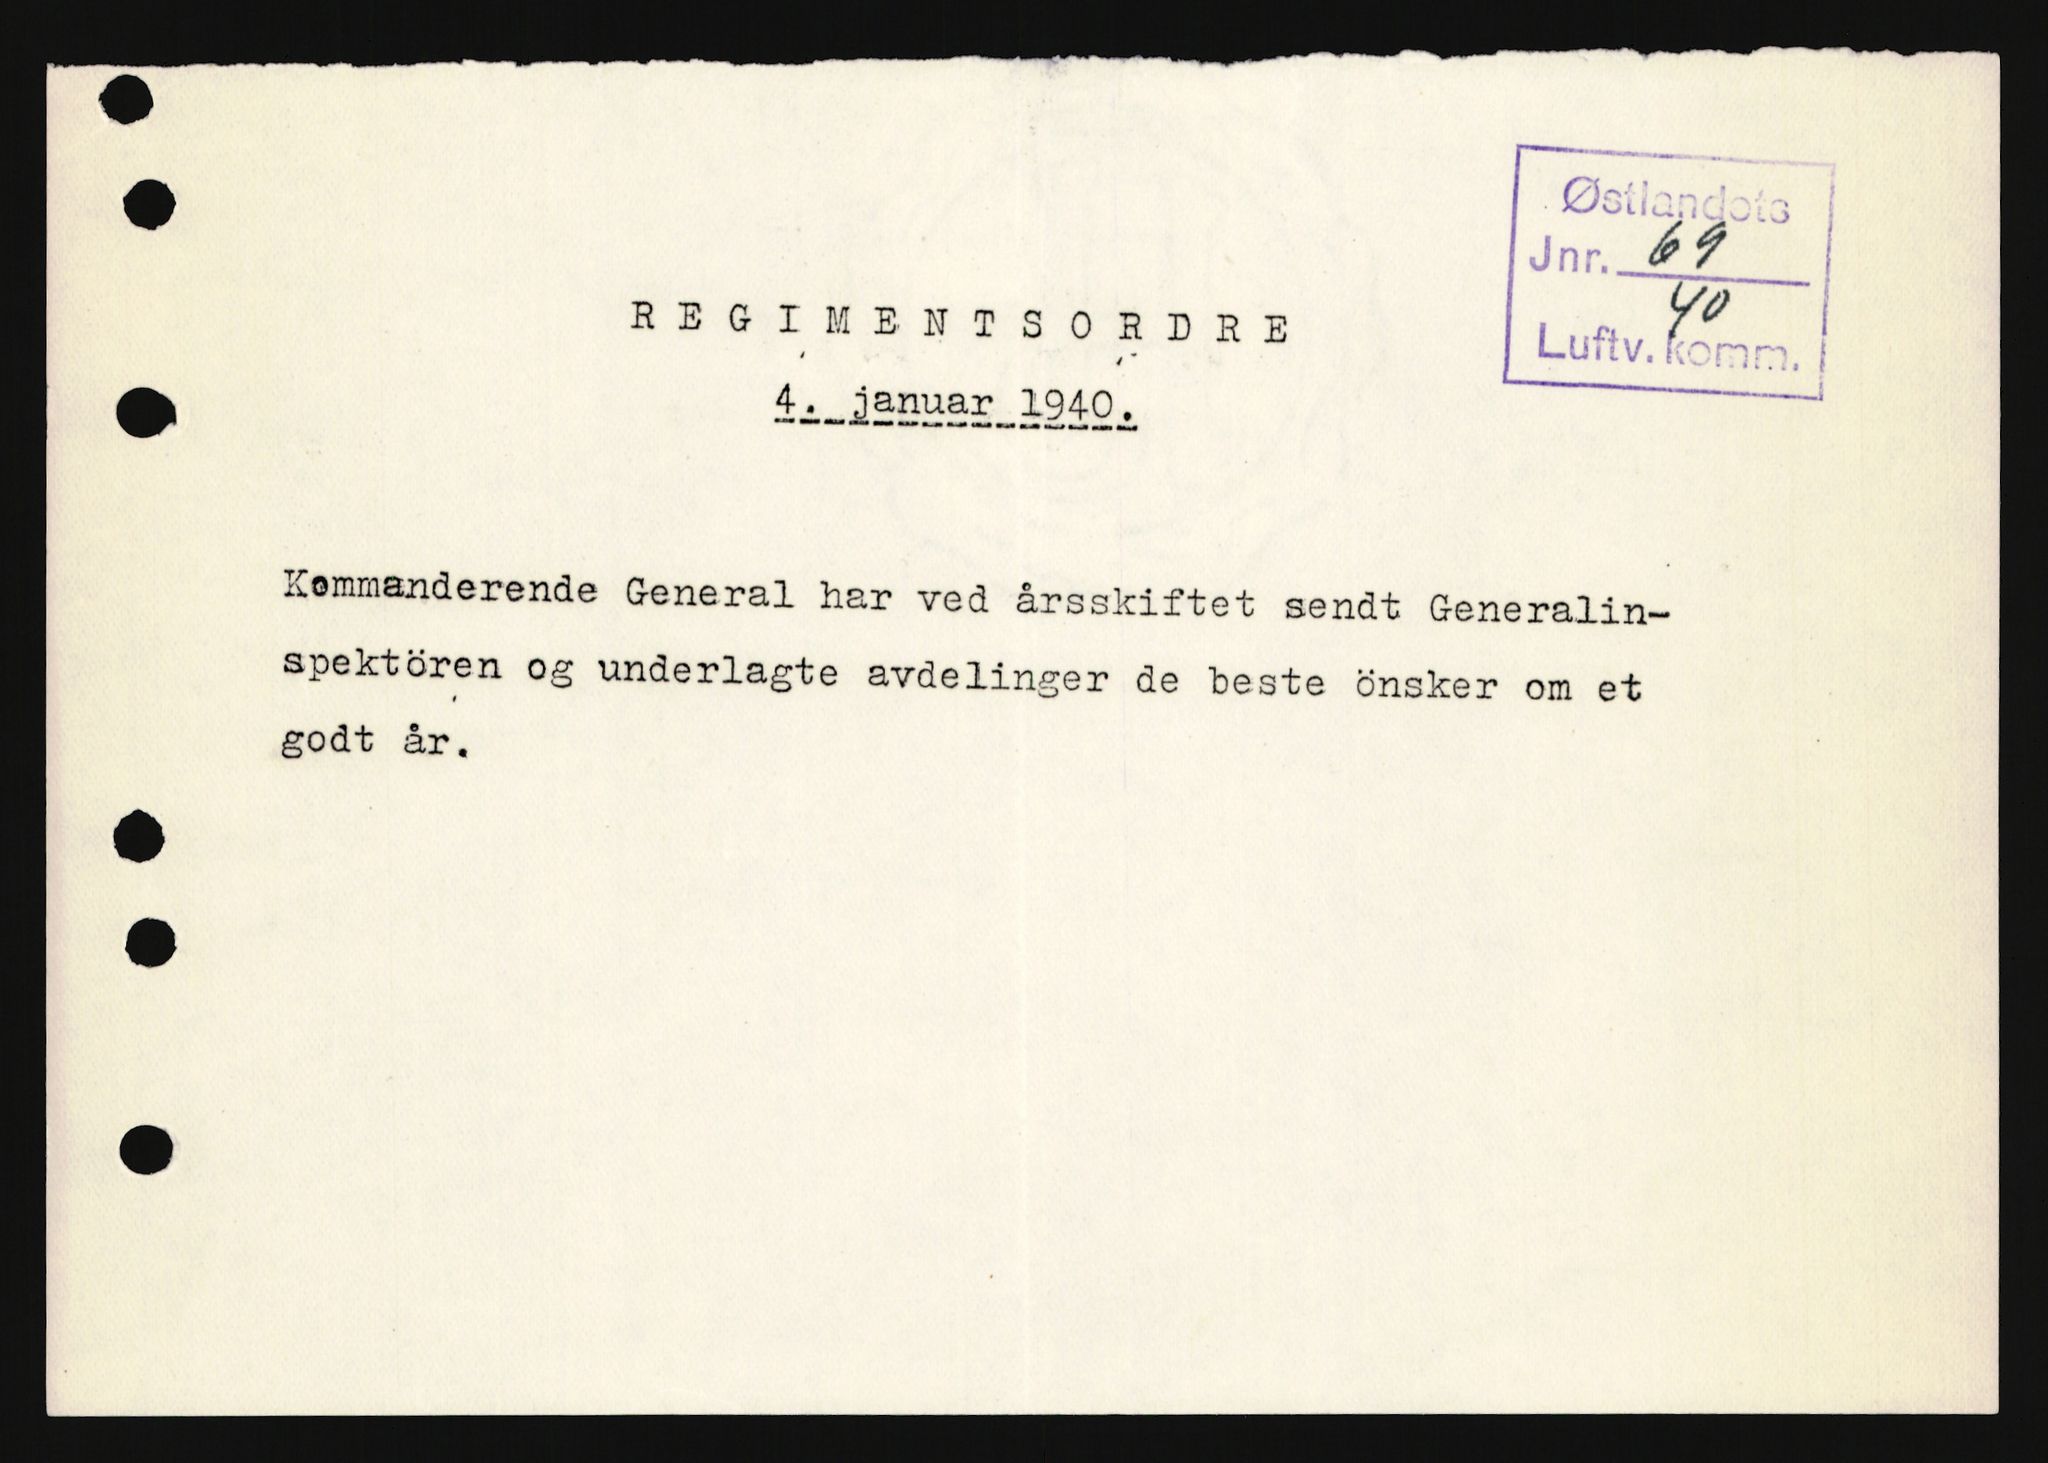 Østlandets
Jnr. 69
40
Luftv. komm.
REGIMENTSORDRE
4. januar 1940.
Kommanderende General har ved årsskiftet sendt Generalin-
spektören og underlagte avdelinger de beste önsker om et
godt år.